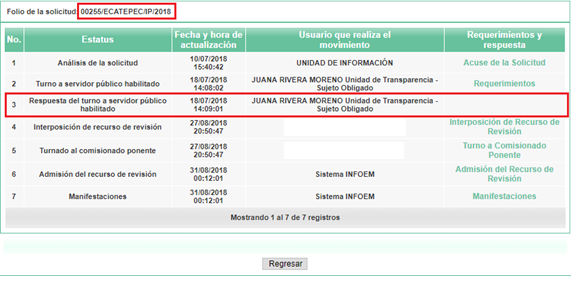 Folio de la solicitud: 00255/ECATEPEC/IP/2018
No. Estatus Fecha y hora de actualización Usuario que realiza el movimiento Requerimientos y respuesta
1 Análisis de la solicitud 10/07/2018 15:40:42 UNIDAD DE INFORMACIÓN Acuse de la Solicitud
2 Turno a servidor público habilitado 18/07/2018 14:08:02 JUANA RIVERA MORENO Unidad de Transparencia - Sujeto Obligado Requerimientos
3 Respuesta del turno a servidor público habilitado 18/07/2018 14:09:01 JUANA RIVERA MORENO Unidad de Transparencia - Sujeto Obligado
4 Interposición de recurso de revisión 27/08/2018 20:50:47 Interposición de Recurso de Revisión
5 Turnado al comisionado ponente 27/08/2018 20:50:47 Turno a Comisionado Ponente
6 Admisión del recurso de revisión 31/08/2018 00:12:01 Sistema INFOEM Admisión del Recurso de Revisión
7 Manifestaciones 31/08/2018 00:12:01 Sistema INFOEM Manifestaciones
Mostrando 1 al 7 de 7 registros
Regresar